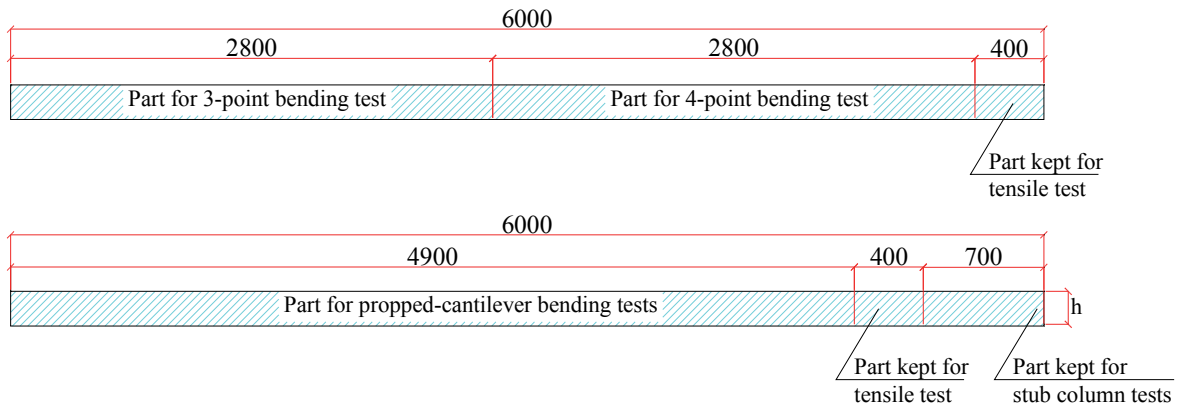 6000
2800 2800 400
Part for 3-point bending test Part for 4-point bending test
Part kept for
tensile test
6000
4900 400 700
Part for propped-cantilever bending tests h
Part kept for Part kept for
tensile test stub column tests